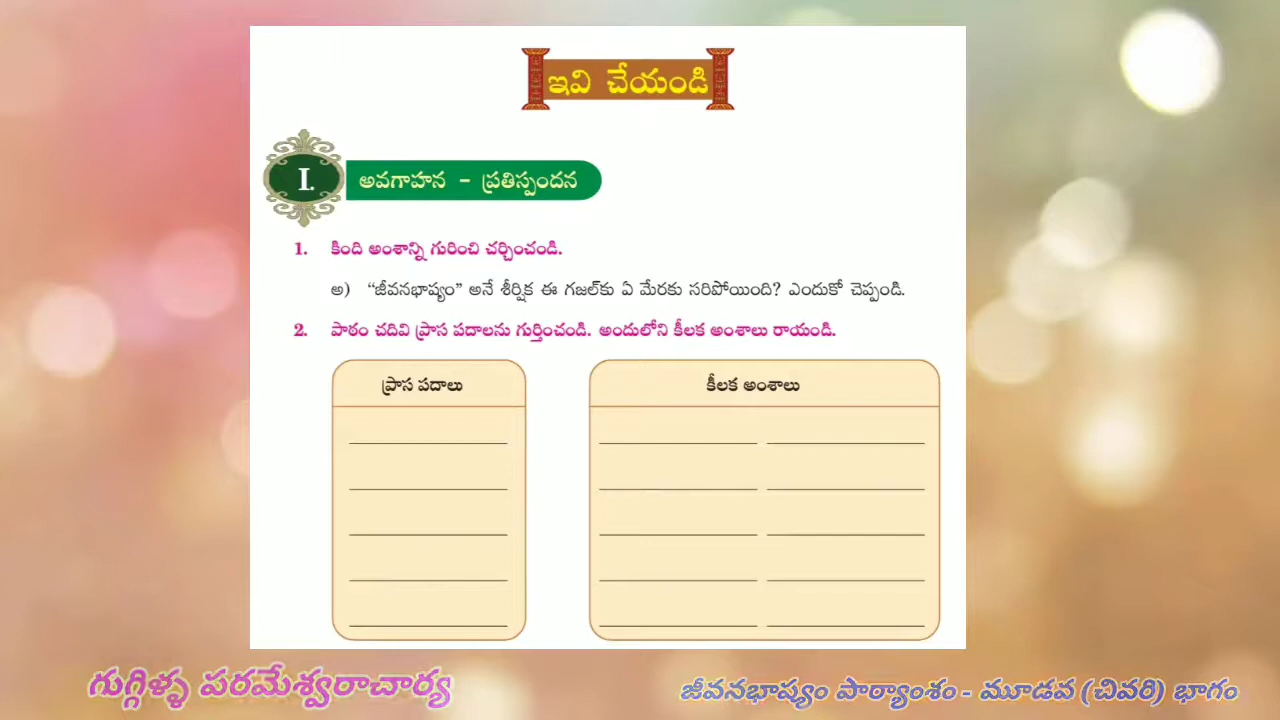 ఇవి చేయండి
I. అవగాహన - ప్రతిస్పందన
1. కింది అంశాన్ని గురించి చర్చించండి.
అ) “జీవనభాష్యం” అనే శీర్షిక ఈ గజల్‌కు ఏ మేరకు సరిపోయింది? ఎందుకో చెప్పండి.
2. పాఠం చదివి ప్రాస పదాలను గుర్తించండి. అందులోని కీలక అంశాలు రాయండి.
ప్రాస పదాలు కీలక అంశాలు
గుగ్గిళ్ళ పరమేశ్వరాచార్య
జీవనభాష్యం పాఠ్యాంశం - మూడవ (చివరి) భాగం